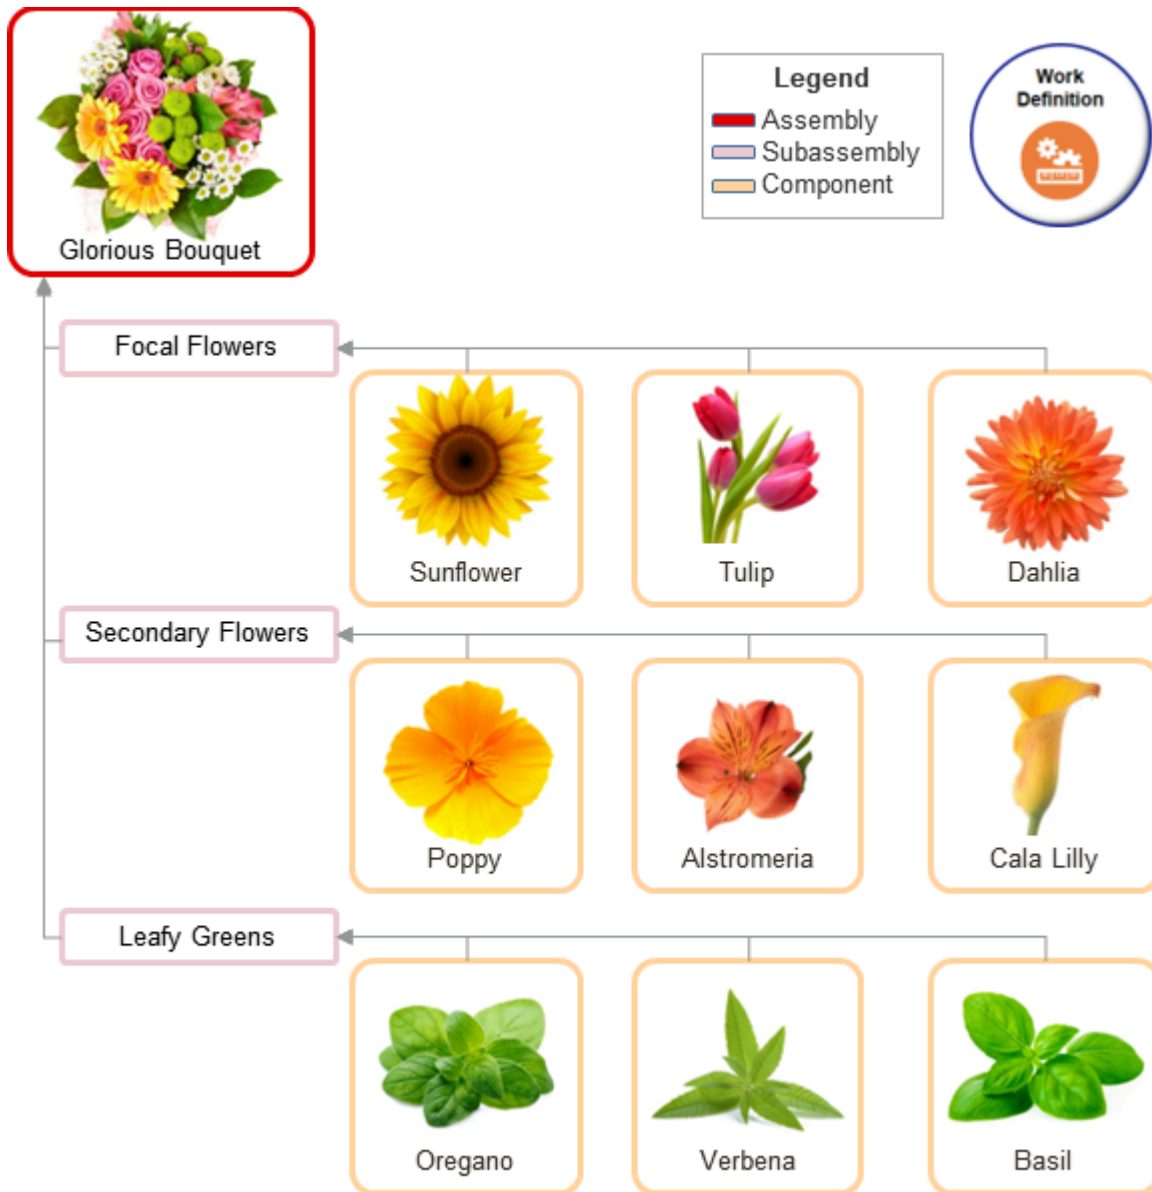 Glorious Bouquet
Legend
Assembly
Subassembly
Component
Work
Definition
Focal Flowers
Sunflower
Tulip
Dahlia
Secondary Flowers
Poppy
Alstromeria
Cala Lilly
Leafy Greens
Oregano
Verbena
Basil